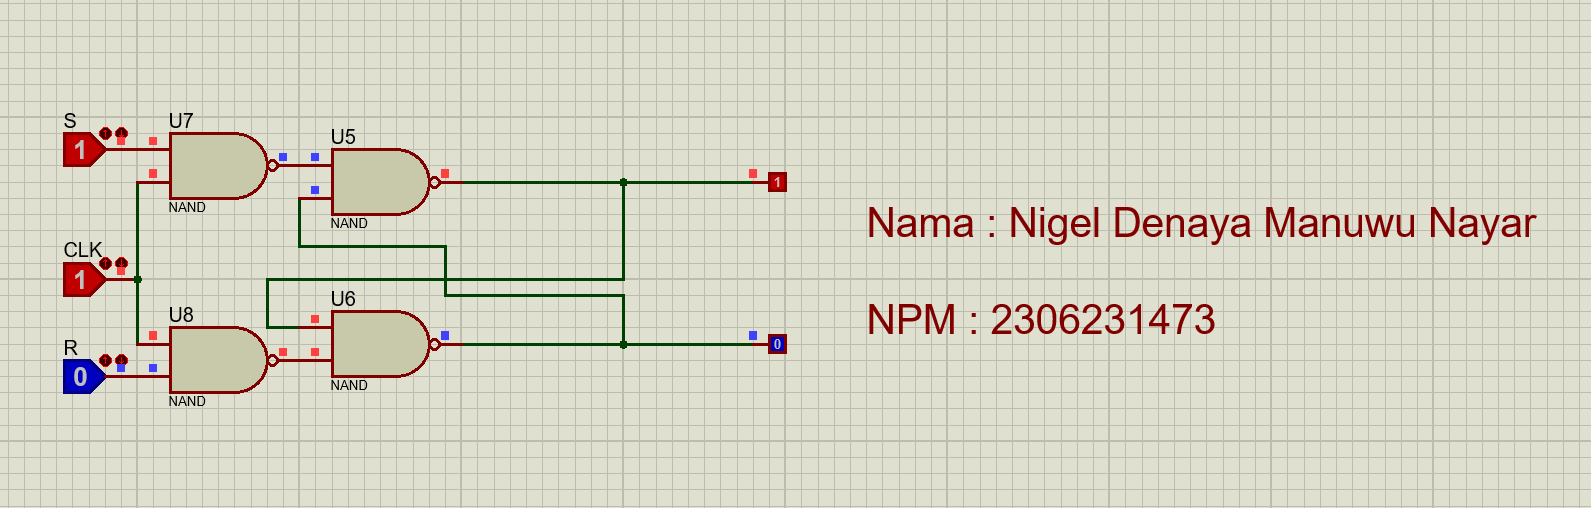 S
U7
1
NAND
U5
NAND
1
CLK
1
U8
NAND
R
0
U6
NAND
0
Nama : Nigel Denaya Manuwu Nayar
NPM : 2306231473